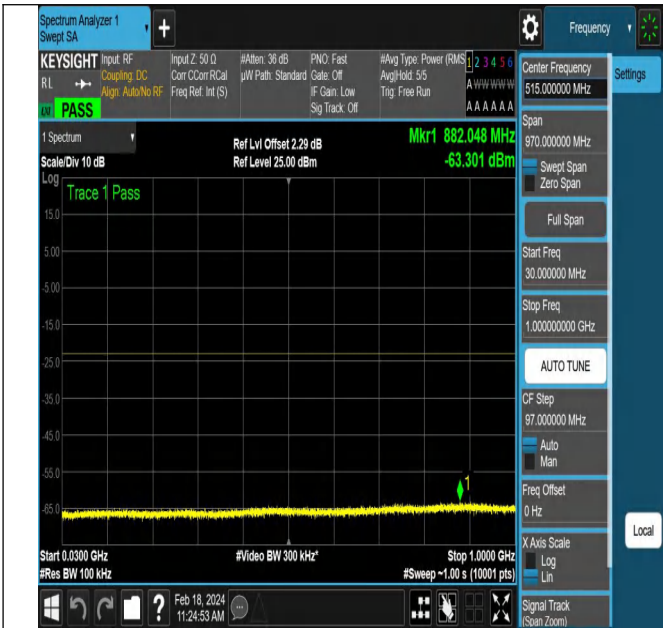 Spectrum Analyzer 1
Swept SA
+
Frequency
KEYSIGHT
RL
PASS
Input: RF
Coupling: DC
Align: Auto/No RF
Input Z: 50 Ω
Corr CCorr RCal
Freq Ref: Int (S)
#Atten: 36 dB
µW Path: Standard
PNO: Fast
Gate: Off
IF Gain: Low
Sig Track: Off
#Avg Type: Power (RMS
Avg|Hold: 5/5
Trig: Free Run
1 2 3 4 5 6
A W W W W W
A A A A A A
1 Spectrum
Scale/Div 10 dB
Log
Ref Lvl Offset 2.29 dB
Ref Level 25.00 dBm
Mkr1 882.048 MHz
-63.301 dBm
Trace 1 Pass
15.0
5.00
-5.00
-15.0
-25.0
-35.0
-45.0
-55.0
-65.0
1
Start 0.0300 GHz
#Res BW 100 kHz
#Video BW 300 kHz*
Stop 1.0000 GHz
#Sweep ~1.00 s (10001 pts)
?
Feb 18, 2024
11:24:53 AM
Center Frequency
515.000000 MHz
Settings
Span
970.000000 MHz
Swept Span
Zero Span
Full Span
Start Freq
30.000000 MHz
Stop Freq
1.000000000 GHz
AUTO TUNE
CF Step
97.000000 MHz
Auto
Man
Freq Offset
0 Hz
X Axis Scale
Log
Lin
Local
Signal Track
(Span Zoom)